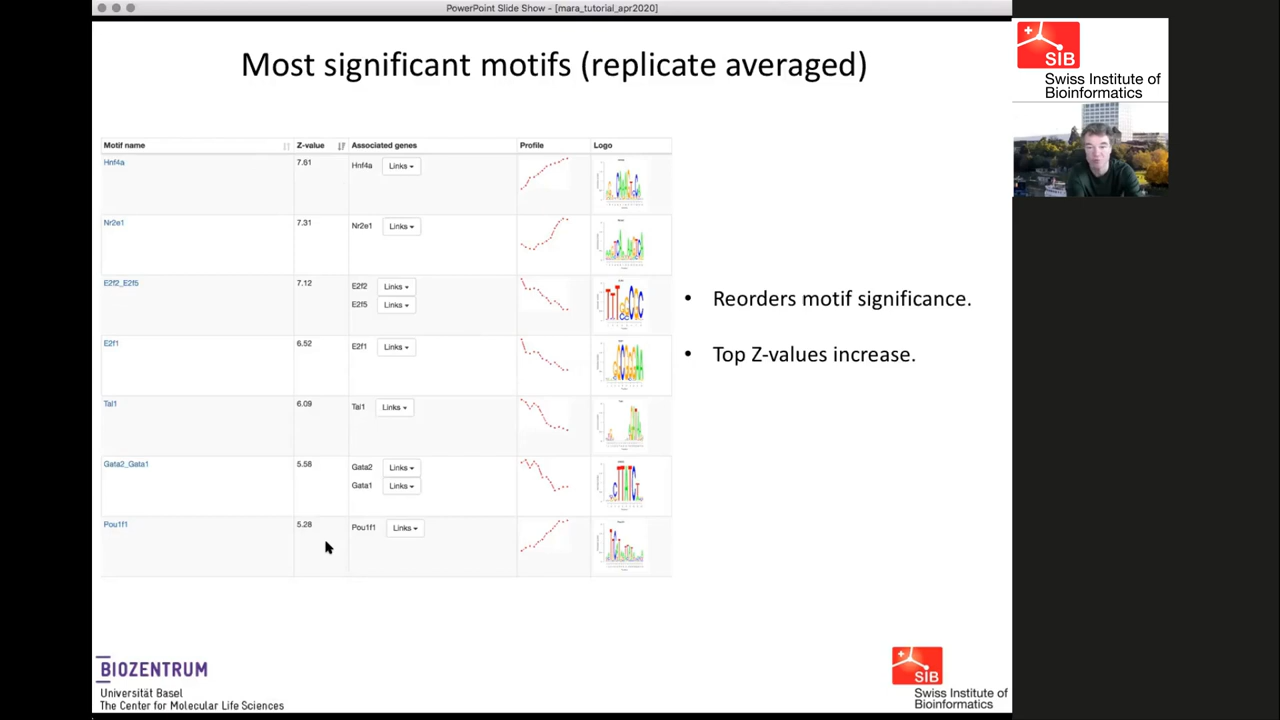 PowerPoint Slide Show - [mara_tutorial_apr2020]
Most significant motifs (replicate averaged)
SIB
Swiss Institute of
Bioinformatics
Motif name Z-value Associated genes Profile Logo
Hnf4a 7.61 Hnf4a Links
Nr2e1 7.31 Nr2e1 Links
E2f2_E2f5 7.12 E2f2 Links
E2f5 Links
E2f1 6.52 E2f1 Links
Tal1 6.09 Tal1 Links
Gata2_Gata1 5.58 Gata2 Links
Gata1 Links
Pou1f1 5.28 Pou1f1 Links
• Reorders motif significance.
• Top Z-values increase.
BIOZENTRUM
Universität Basel
The Center for Molecular Life Sciences
SIB
Swiss Institute of
Bioinformatics